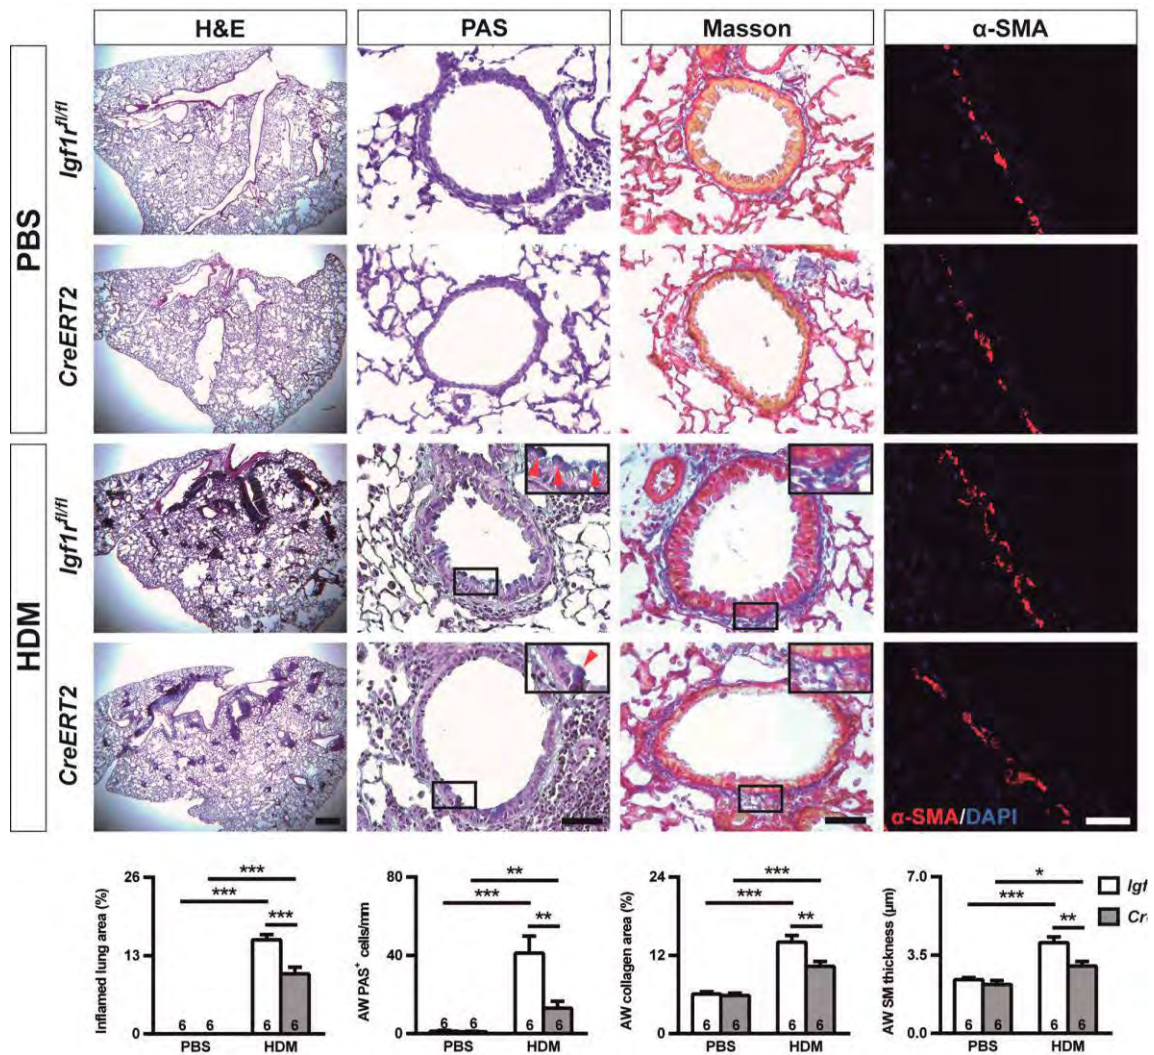 H&E PAS Masson α-SMA
PBS
Igf1r^fl/fl
CreERT2
HDM
Igf1r^fl/fl
CreERT2
α-SMA/DAPI
Inflamed lung area (%)
26
13
0
***
***
***
6 6 6 6
PBS HDM
AW PAS⁺ cells/mm
80
40
0
**
***
**
6 6 6 6
PBS HDM
AW collagen area (%)
24
12
0
***
***
**
6 6 6 6
PBS HDM
AW SM thickness (μm)
7.0
3.5
0.0
*
***
**
6 6 6 6
PBS HDM
Igf
Cr